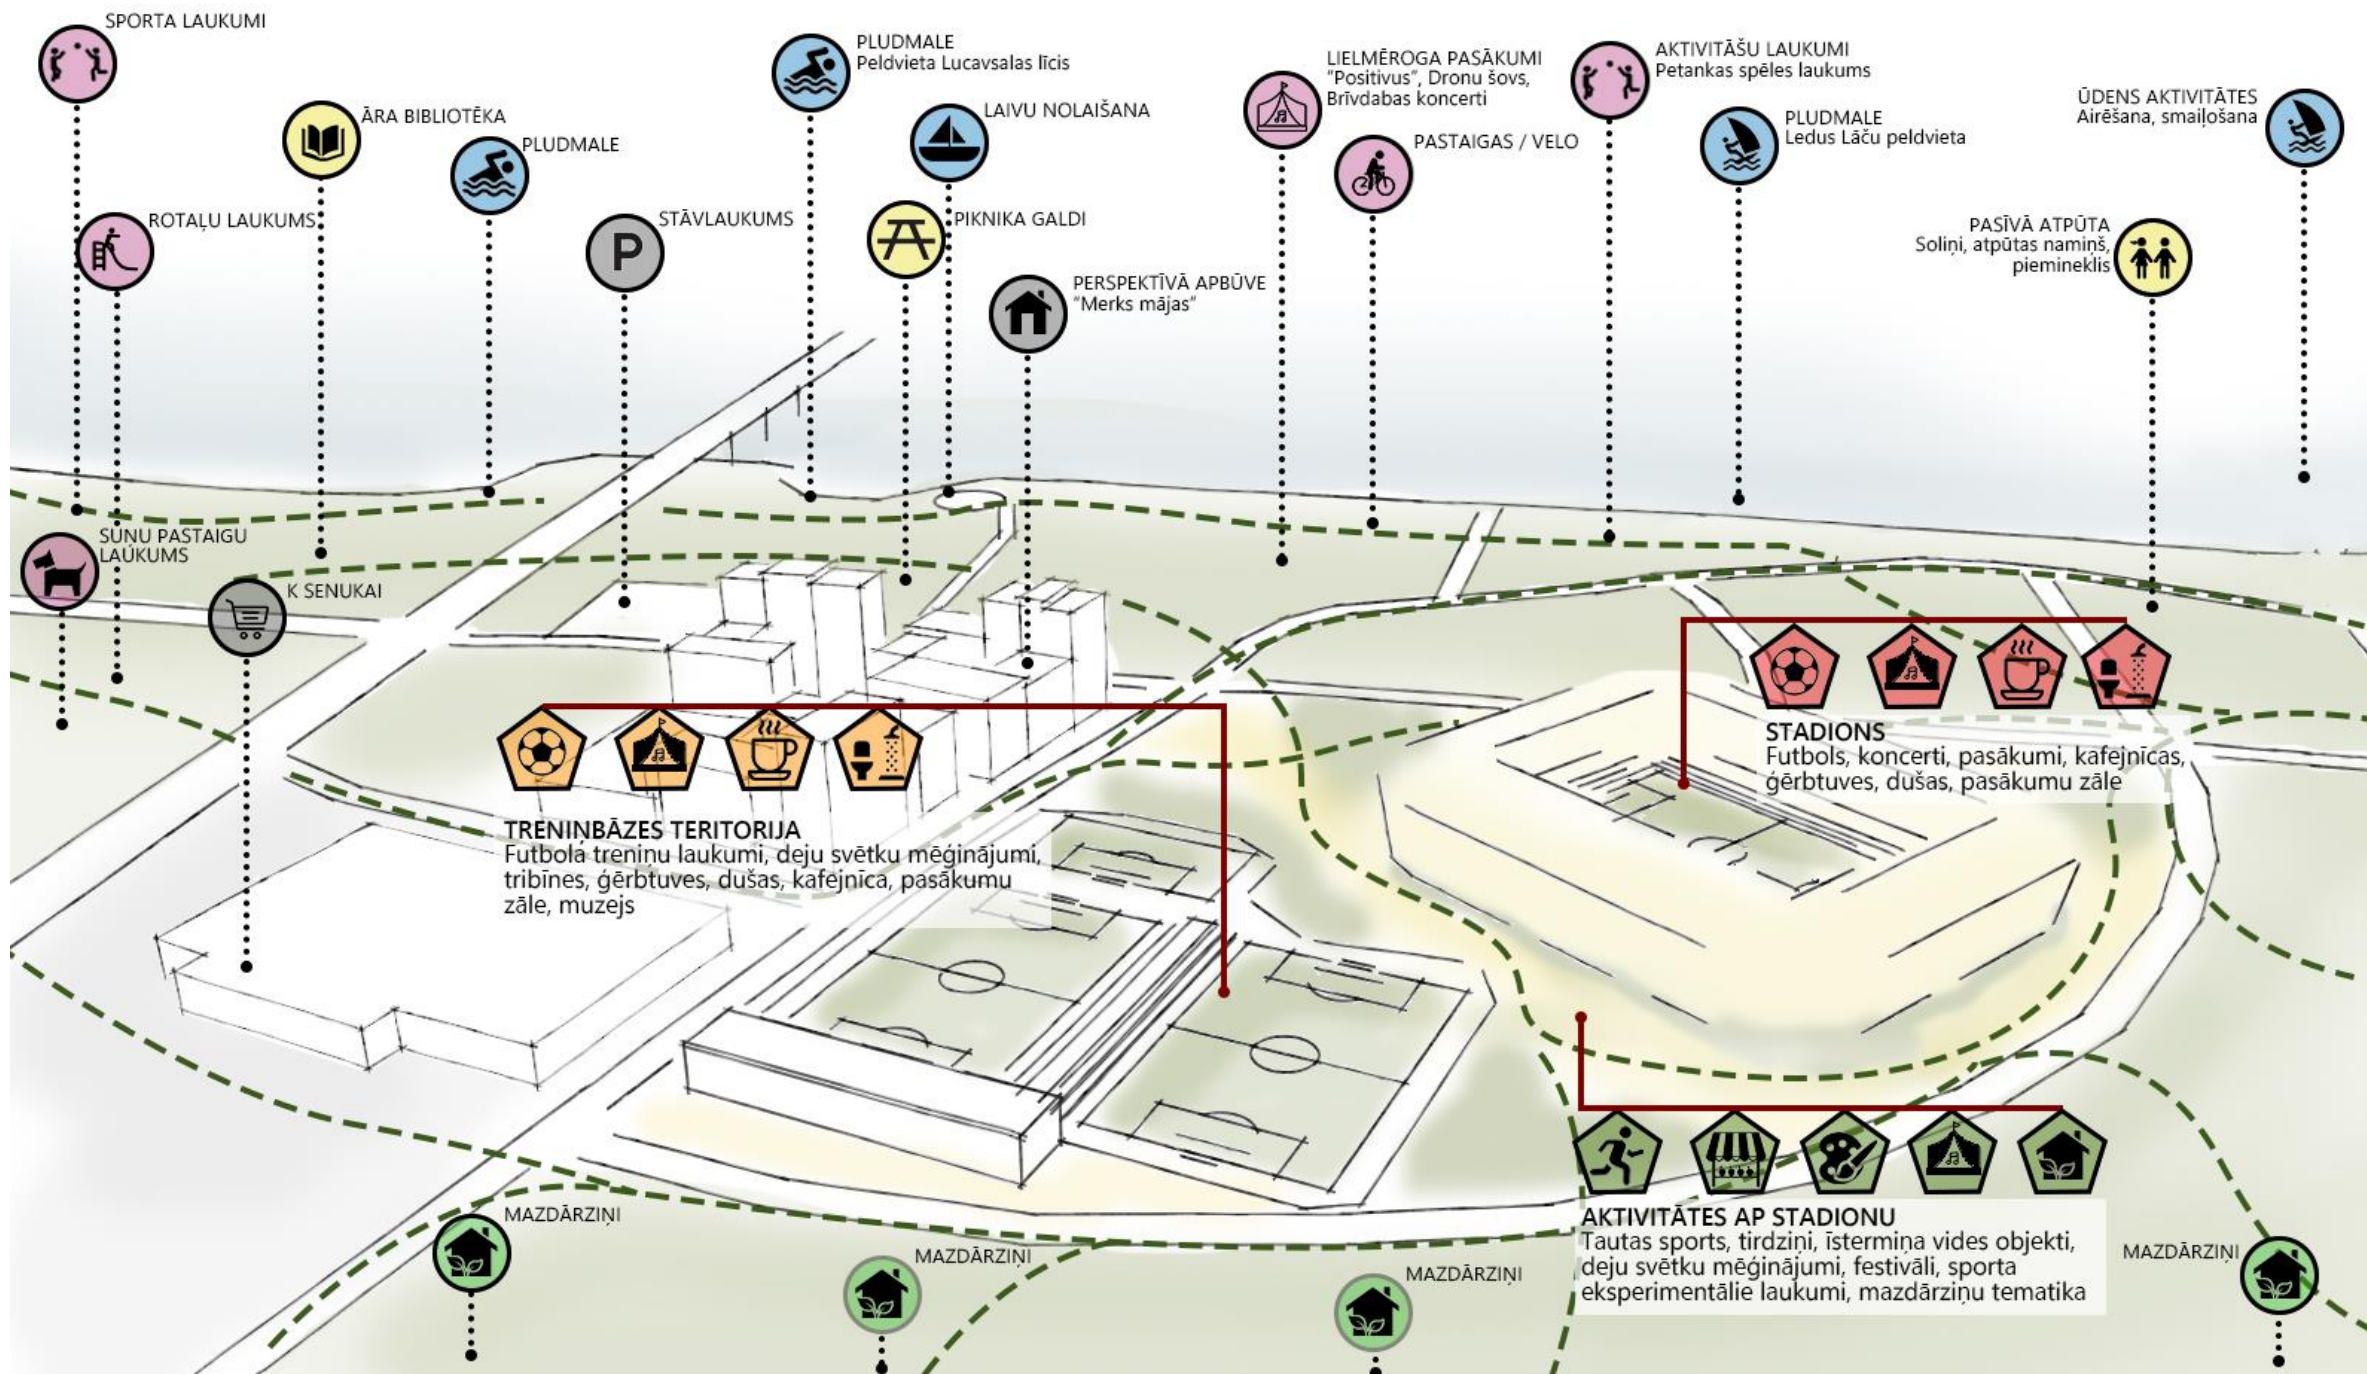 SPORTA LAUKUMI
PLUDMALE
Peldvieta Lucavsalas līcis
LIELMĒROGA PASĀKUMI
"Positivus", Dronu šovs,
Brīvdabas koncerti
AKTIVITĀŠU LAUKUMI
Petankas spēles laukums
ĀRA BIBLIOTĒKA
LAIVU NOLAIŠANA
PLUDMALE
Ledus Lāču peldvieta
ŪDENS AKTIVITĀTES
Airēšana, smaiļošana
PLUDMALE
PASTAIGAS / VELO
ROTAĻU LAUKUMS
STĀVLAUKUMS
P
PIKNIKA GALDI
PASĪVĀ ATPŪTA
Soliņi, atpūtas namiņš,
piemineklis
PERSPEKTĪVĀ APBŪVE
"Merks mājas"
SUŅU PASTAIGU
LAUKUMS
K SENUKAI
STADIONS
Futbols, koncerti, pasākumi, kafejnīcas,
ģērbtuves, dušas, pasākumu zāle
TRENIŅBĀZES TERITORIJA
Futbola treniņu laukumi, deju svētku mēģinājumi,
tribīnes, ģērbtuves, dušas, kafejnīca, pasākumu
zāle, muzejs
MAZDĀRZIŅI
MAZDĀRZIŅI
MAZDĀRZIŅI
AKTIVITĀTES AP STADIONU
Tautas sports, tirdziņi, īstermiņa vides objekti,
deju svētku mēģinājumi, festivāli, sporta
eksperimentālie laukumi, mazdārziņu tematika
MAZDĀRZIŅI